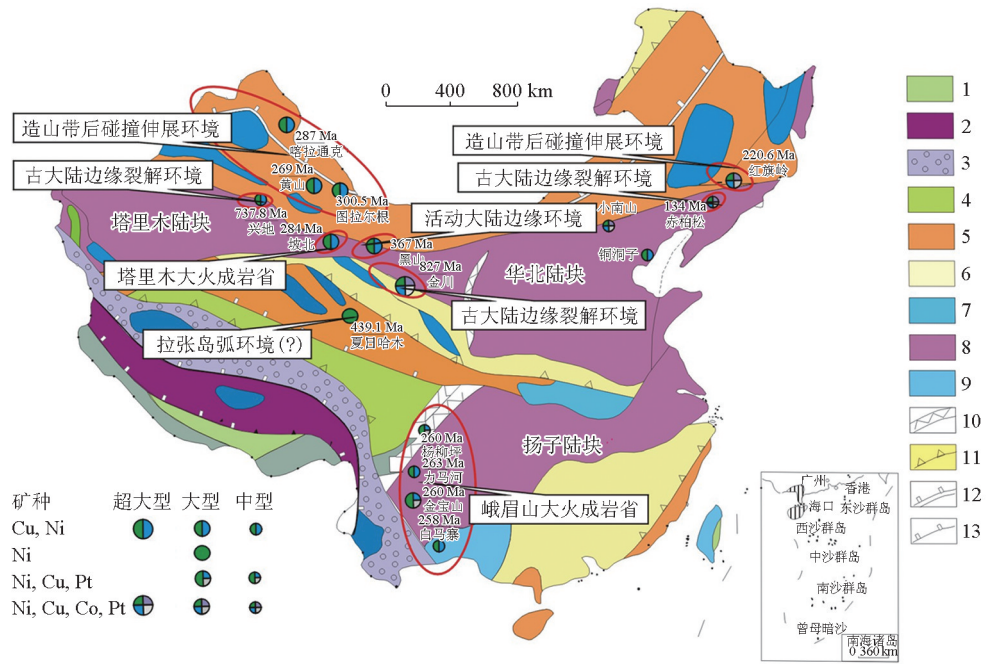 0 400 800 km
造山带后碰撞伸展环境
古大陆边缘裂解环境
塔里木陆块
塔里木大火成岩省
拉张岛弧环境(?)
287 Ma
喀拉通克
269 Ma
黄山
300.5 Ma
图拉尔根
737.8 Ma
兴地
284 Ma
坡北
367 Ma
黑山
活动大陆边缘环境
827 Ma
金川
古大陆边缘裂解环境
439.1 Ma
夏日哈木
造山带后碰撞伸展环境
古大陆边缘裂解环境
220.6 Ma
红旗岭
134 Ma
赤柏松
小南山
铜洞子
华北陆块
扬子陆块
260 Ma
杨柳坪
263 Ma
力马河
260 Ma
金宝山
258 Ma
白马寨
峨眉山大火成岩省
1
2
3
4
5
6
7
8
9
10
11
12
13
矿种 超大型 大型 中型
Cu, Ni
Ni
Ni, Cu, Pt
Ni, Cu, Co, Pt
广州
香港
海口
东沙群岛
西沙群岛
中沙群岛
南沙群岛
曾母暗沙
南海诸岛
0 360 km